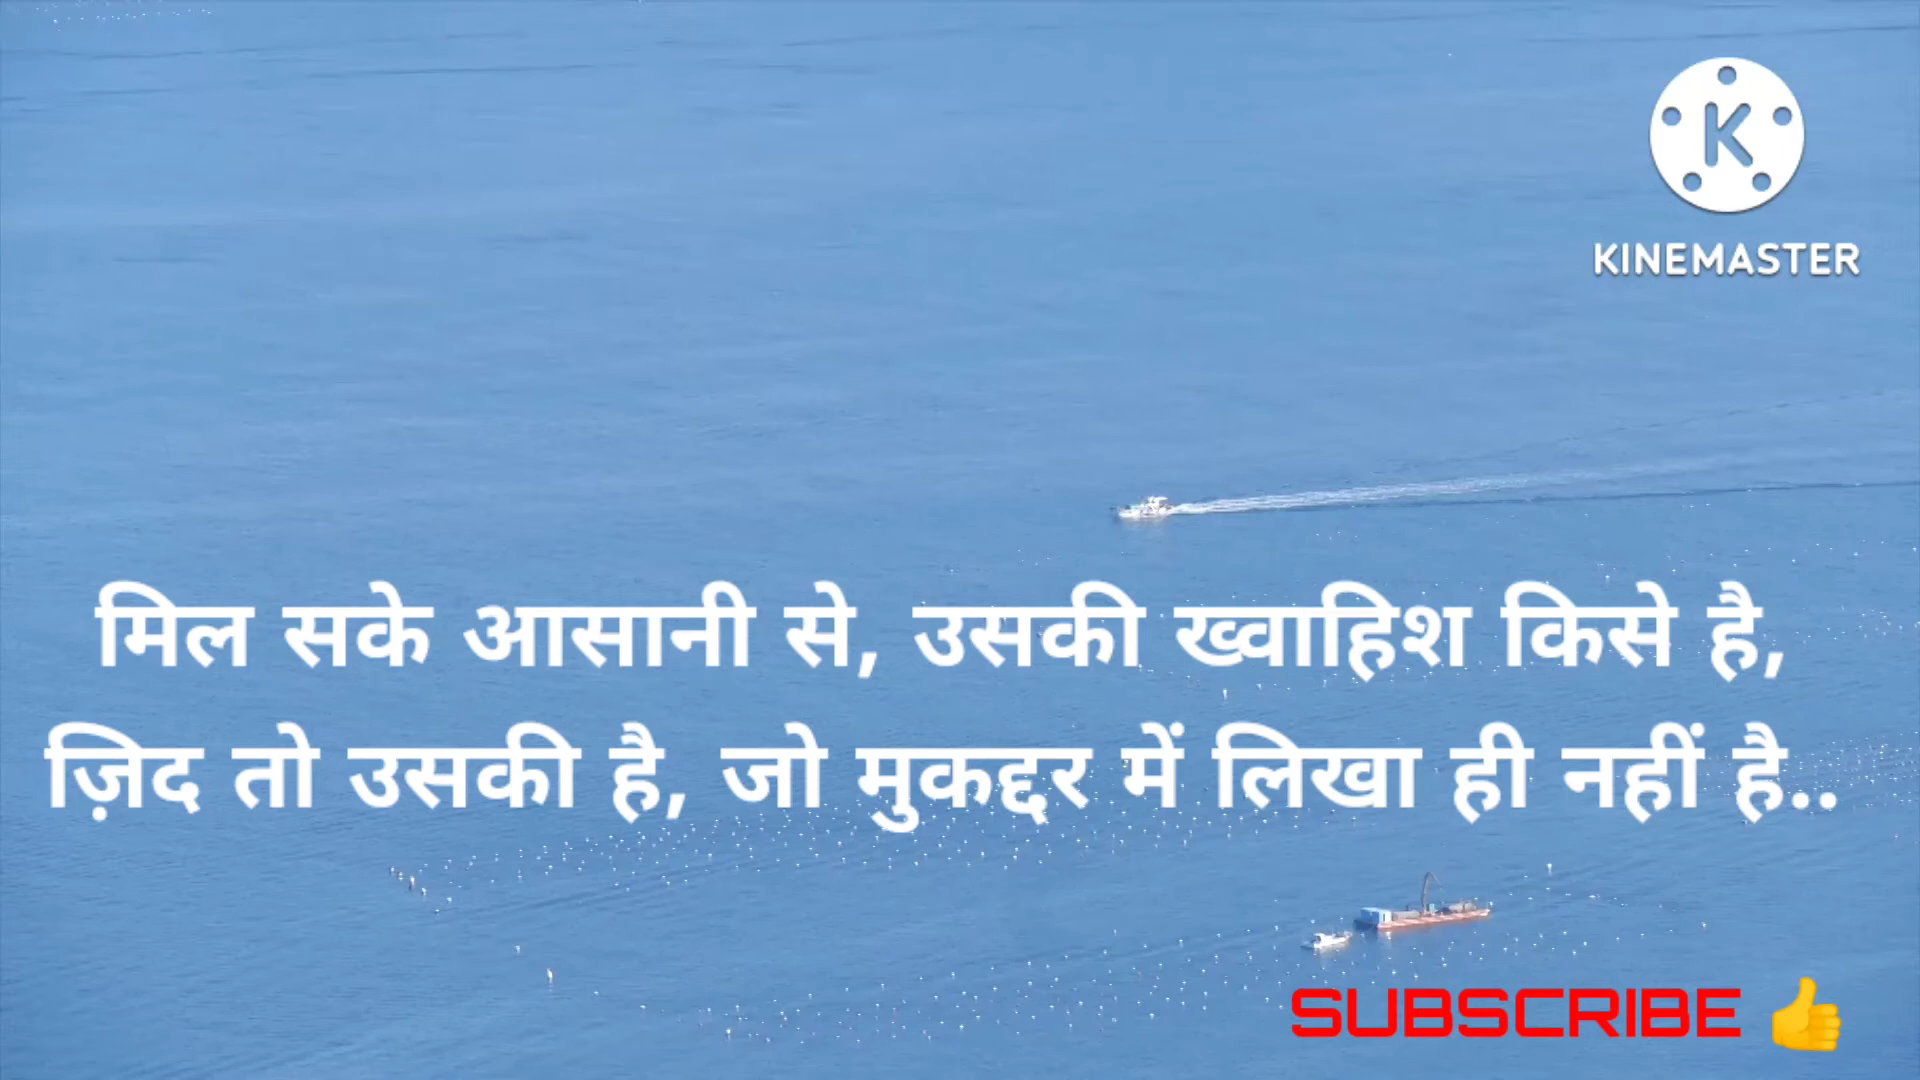 K
KINEMASTER
मिल सके आसानी से, उसकी ख्वाहिश किसे है,
ज़िद तो उसकी है, जो मुकद्दर में लिखा ही नहीं है..
SUBSCRIBE 👍